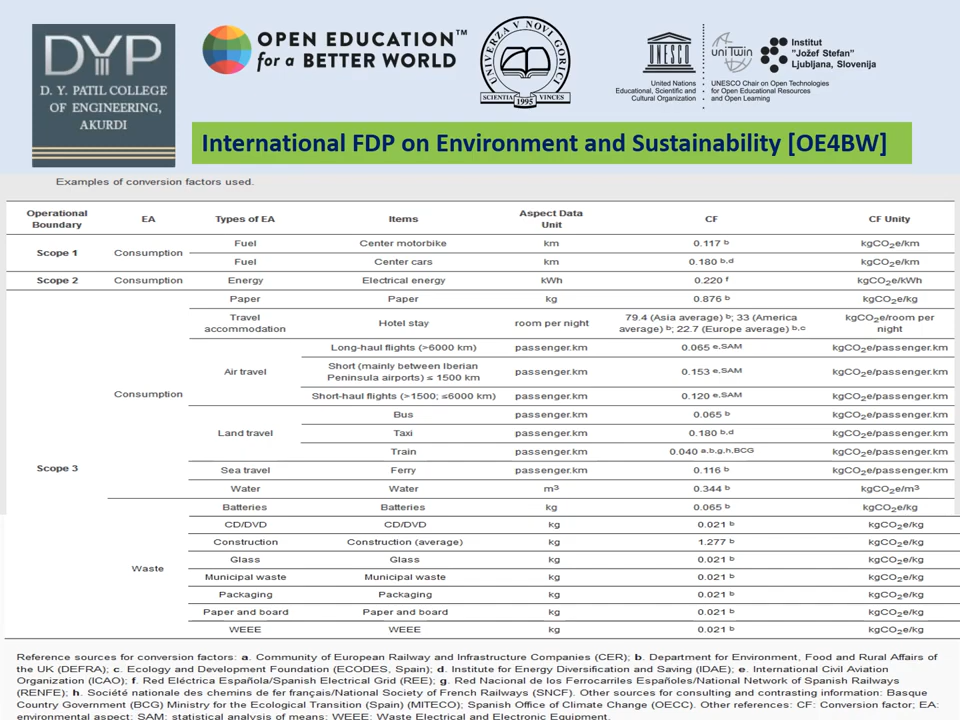 DYP
D. Y. PATIL COLLEGE
OF ENGINEERING,
AKURDI
OPEN EDUCATION™
for a BETTER WORLD
UNIVERZA V NOVI GORICI
SCIENTIA VINCES
1995
UNESCO
United Nations
Educational, Scientific and
Cultural Organization
uniTwin
Institut
"Jožef Stefan"
Ljubljana, Slovenija
UNESCO Chair on Open Technologies
for Open Educational Resources
and Open Learning
International FDP on Environment and Sustainability [OE4BW]
Examples of conversion factors used.
Operational Boundary EA Types of EA Items Aspect Data Unit CF CF Unity
Scope 1 Consumption Fuel Center motorbike km 0.117 b kgCO2e/km
Fuel Center cars km 0.180 b,d kgCO2e/km
Scope 2 Consumption Energy Electrical energy kWh 0.220 f kgCO2e/kWh
Scope 3 Consumption Paper Paper kg 0.876 b kgCO2e/kg
Travel accommodation Hotel stay room per night 79.4 (Asia average) b; 33 (America average) b; 22.7 (Europe average) b,c kgCO2e/room per night
Air travel Long-haul flights (>6000 km) passenger.km 0.065 e,SAM kgCO2e/passenger.km
Short (mainly between Iberian Peninsula airports) ≤ 1500 km passenger.km 0.153 e,SAM kgCO2e/passenger.km
Short-haul flights (>1500; ≤6000 km) passenger.km 0.120 e,SAM kgCO2e/passenger.km
Land travel Bus passenger.km 0.065 b kgCO2e/passenger.km
Taxi passenger.km 0.180 b,d kgCO2e/passenger.km
Train passenger.km 0.040 a,b,g,h,BCG kgCO2e/passenger.km
Sea travel Ferry passenger.km 0.116 b kgCO2e/passenger.km
Water Water m3 0.344 b kgCO2e/m3
Waste Batteries Batteries kg 0.065 b kgCO2e/kg
CD/DVD CD/DVD kg 0.021 b kgCO2e/kg
Construction Construction (average) kg 1.277 b kgCO2e/kg
Glass Glass kg 0.021 b kgCO2e/kg
Municipal waste Municipal waste kg 0.021 b kgCO2e/kg
Packaging Packaging kg 0.021 b kgCO2e/kg
Paper and board Paper and board kg 0.021 b kgCO2e/kg
WEEE WEEE kg 0.021 b kgCO2e/kg
Reference sources for conversion factors: a. Community of European Railway and Infrastructure Companies (CER); b. Department for Environment, Food and Rural Affairs of
the UK (DEFRA); c. Ecology and Development Foundation (ECODES, Spain); d. Institute for Energy Diversification and Saving (IDAE); e. International Civil Aviation
Organization (ICAO); f. Red Eléctrica Española/Spanish Electrical Grid (REE); g. Red Nacional de los Ferrocarriles Españoles/National Network of Spanish Railways
(RENFE); h. Société nationale des chemins de fer français/National Society of French Railways (SNCF). Other sources for consulting and contrasting information: Basque
Country Government (BCG) Ministry for the Ecological Transition (Spain) (MITECO); Spanish Office of Climate Change (OECC). Other references: CF: Conversion factor; EA:
environmental aspect; SAM: statistical analysis of means; WEEE: Waste Electrical and Electronic Equipment.